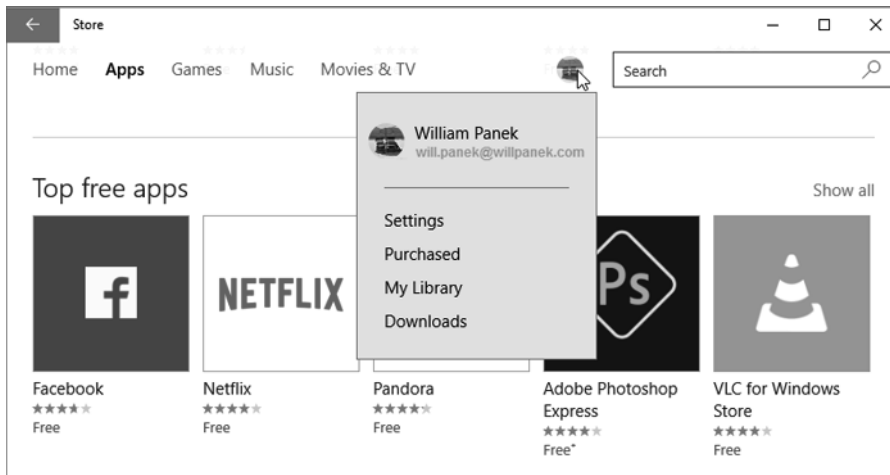 Store
Home Apps Games Music Movies & TV
Search
William Panek
will.panek@willpanek.com
Top free apps
Show all
Settings
Purchased
My Library
Downloads
f
NETFLIX
Ps
Facebook
Free
Netflix
Free
Pandora
Free
Adobe Photoshop
Express
Free*
VLC for Windows
Store
Free